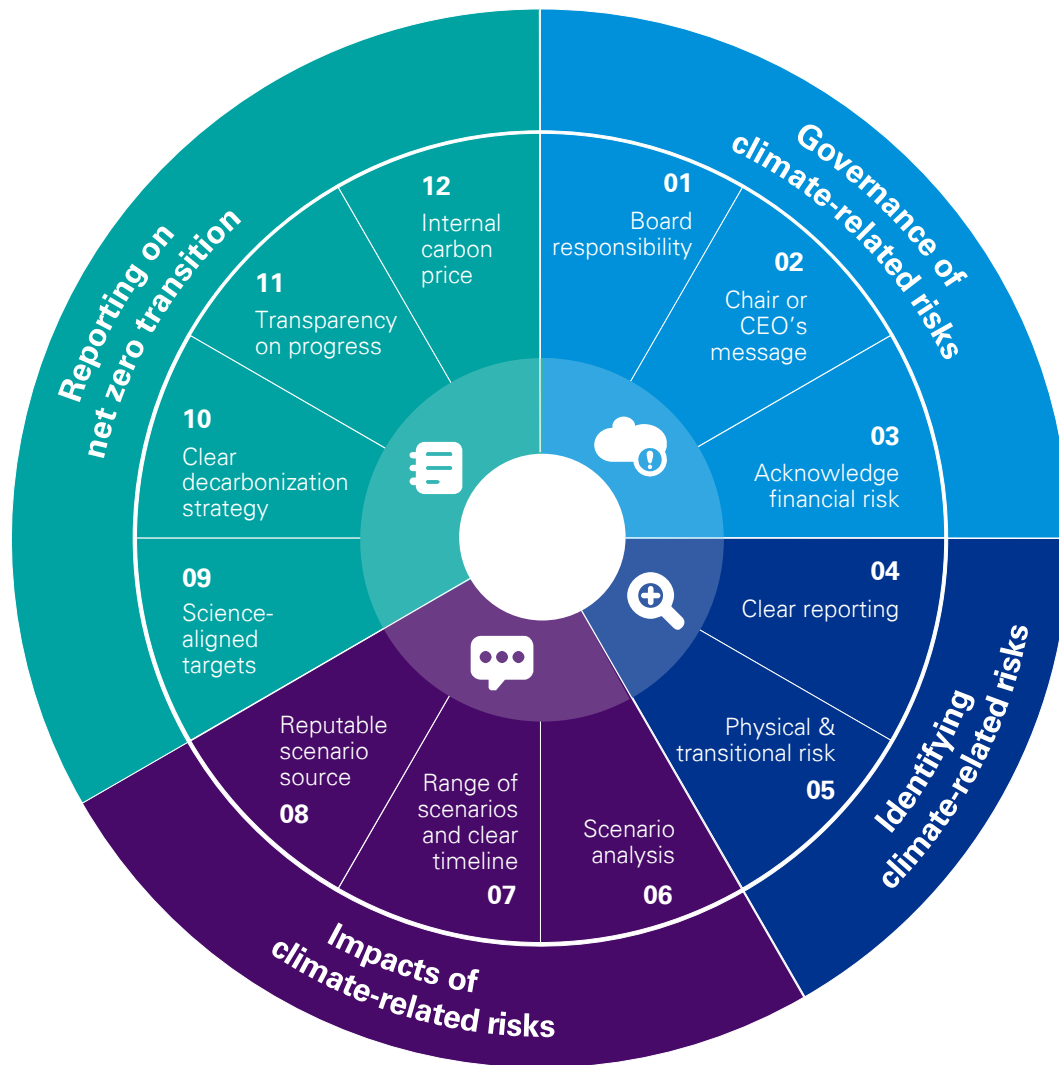 Governance of
climate-related risks
01
Board
responsibility
02
Chair or
CEO’s
message
03
Acknowledge
financial risk
Identifying
climate-related risks
04
Clear reporting
Physical &
transitional risk
05
Impacts of
climate-related risks
Scenario
analysis
06
Range of
scenarios
and clear
timeline
07
Reputable
scenario
source
08
Reporting on
net zero transition
09
Science-
aligned
targets
10
Clear
decarbonization
strategy
11
Transparency
on progress
12
Internal
carbon
price